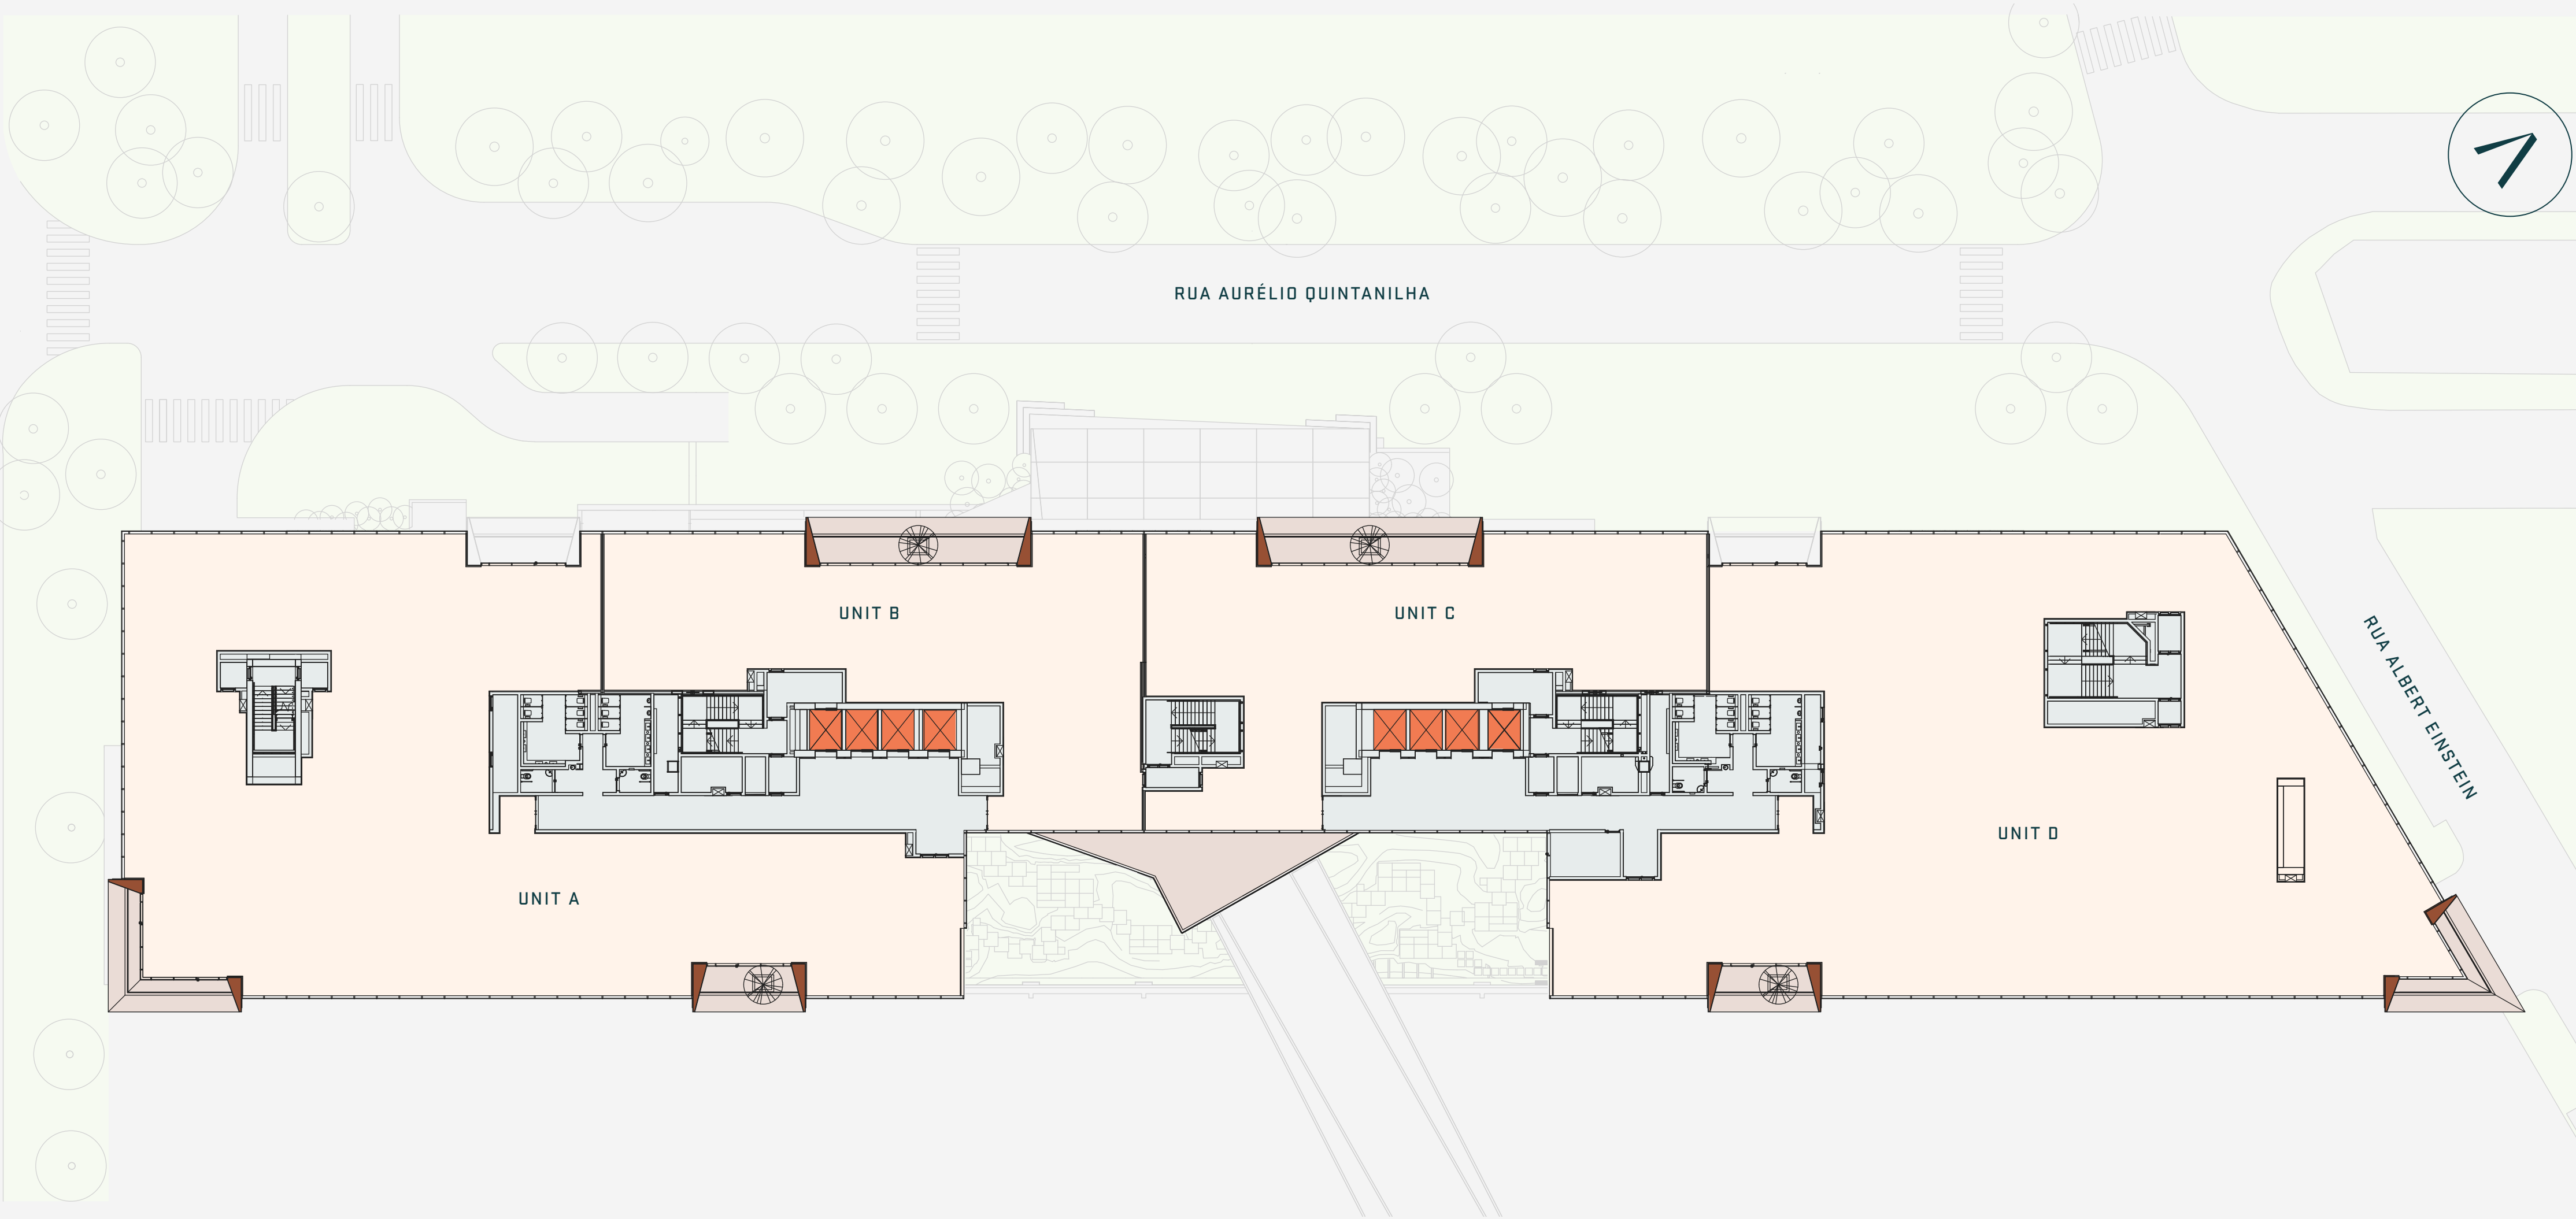 RUA AURÉLIO QUINTANILHA
UNIT B
UNIT C
RUA ALBERT EINSTEIN
UNIT D
UNIT A